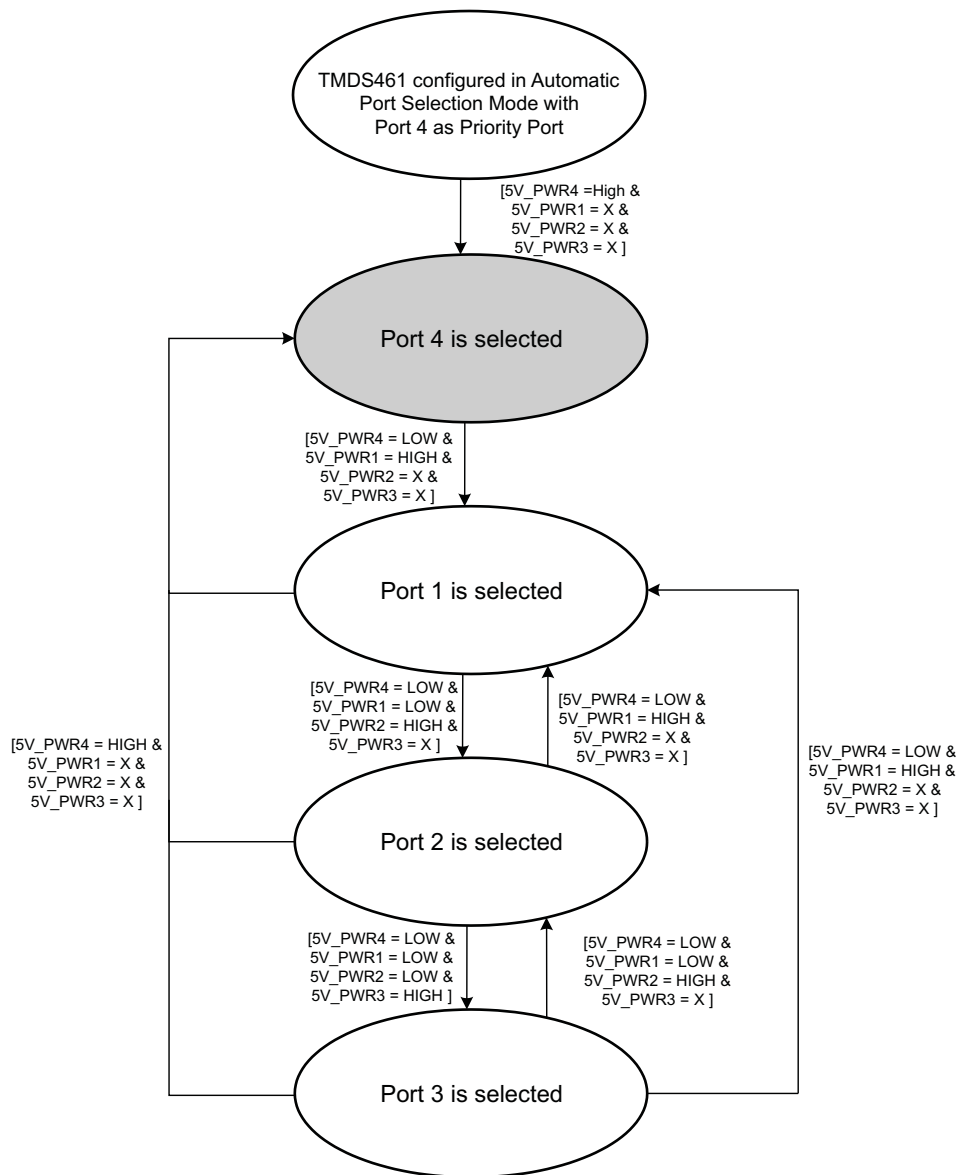 TMDS461 configured in Automatic
Port Selection Mode with
Port 4 as Priority Port
[5V_PWR4 =High &
5V_PWR1 = X &
5V_PWR2 = X &
5V_PWR3 = X ]
Port 4 is selected
[5V_PWR4 = LOW &
5V_PWR1 = HIGH &
5V_PWR2 = X &
5V_PWR3 = X ]
Port 1 is selected
[5V_PWR4 = LOW &
5V_PWR1 = LOW &
5V_PWR2 = HIGH &
5V_PWR3 = X ]
[5V_PWR4 = LOW &
5V_PWR1 = HIGH &
5V_PWR2 = X &
5V_PWR3 = X ]
[5V_PWR4 = HIGH &
5V_PWR1 = X &
5V_PWR2 = X &
5V_PWR3 = X ]
[5V_PWR4 = LOW &
5V_PWR1 = HIGH &
5V_PWR2 = X &
5V_PWR3 = X ]
Port 2 is selected
[5V_PWR4 = LOW &
5V_PWR1 = LOW &
5V_PWR2 = LOW &
5V_PWR3 = HIGH ]
[5V_PWR4 = LOW &
5V_PWR1 = LOW &
5V_PWR2 = HIGH &
5V_PWR3 = X ]
Port 3 is selected